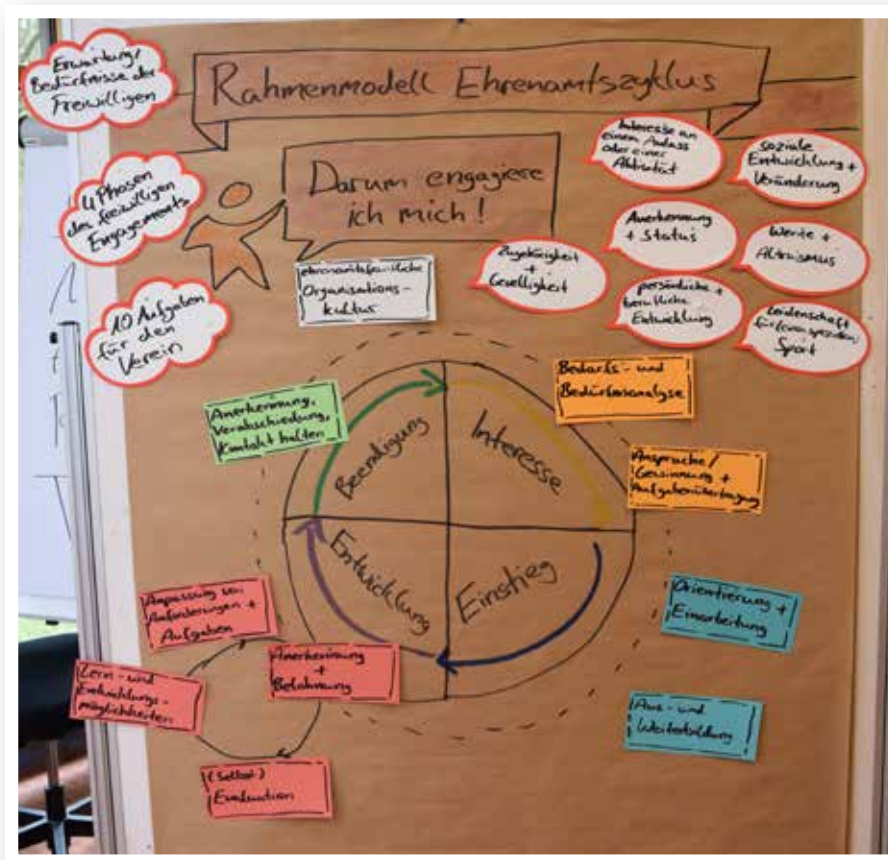 Erwartung/
Bedürfnisse der
Freiwilligen
Rahmenmodell Ehrenamtszyklus
4 Phasen
des freiwilligen
Engagements
Darum engagiere
ich mich!
Interesse an
einem Anlass
oder einer
Aktivität
soziale
Entwicklung +
Veränderung
Anerkennung
+ Status
Werte +
Altruismus
Zugehörigkeit
+
Geselligkeit
persönliche +
berufliche
Entwicklung
Leidenschaft
Sport
10 Aufgaben
für den
Verein
ehrenamtsfreundliche
Organisations-
kultur
Anerkennung,
Verabschiedung,
Kontakt halten
Bedarfs- und
Bedürfnisanalyse
Ansprache/
Gewinnung +
Aufgabenübertragung
Beendigung
Interesse
Entwicklung
Einstieg
Orientierung +
Einarbeitung
Aus- und
Weiterbildung
Anpassung von
Anforderungen +
Aufgaben
Lern- und
Entwicklungs-
möglichkeiten
Anerkennung
+
Belohnung
(Selbst-)
Evaluation